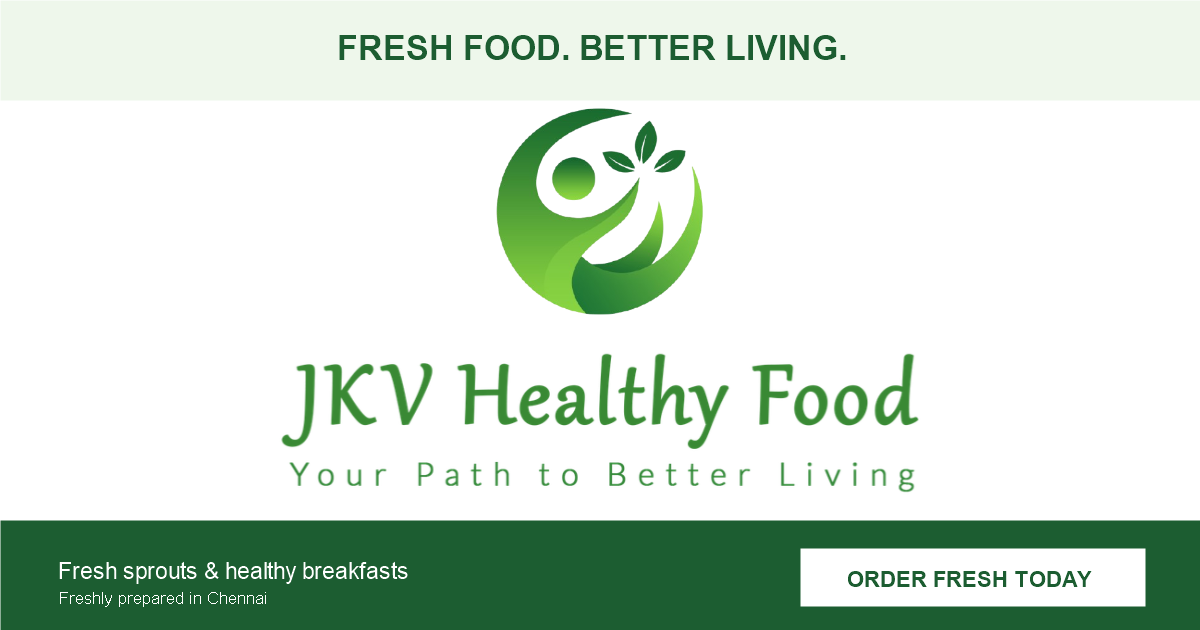 FRESH FOOD. BETTER LIVING.
JKV Healthy Food
Your Path to Better Living
Fresh sprouts & healthy breakfasts
Freshly prepared in Chennai
ORDER FRESH TODAY